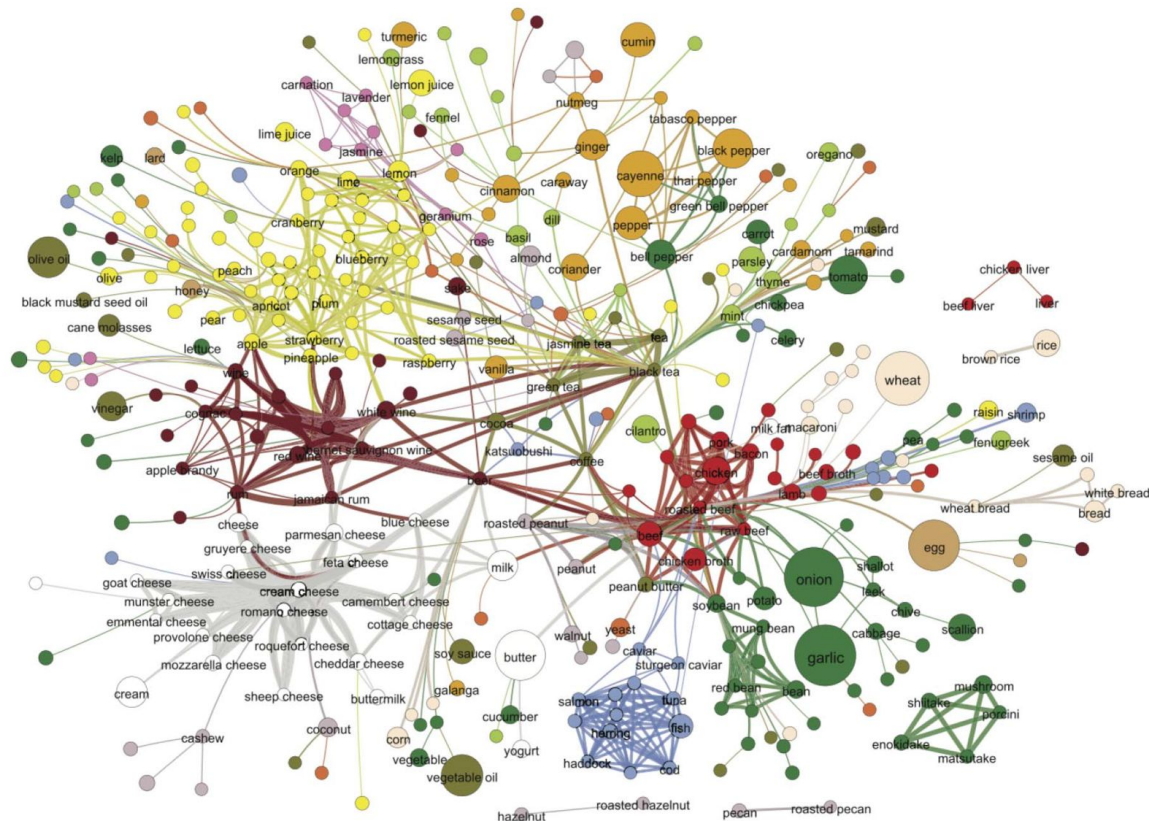 turmeric
cumin
lemongrass
carnation
lavender
lemon juice
nutmeg
tabasco pepper
fennel
lime juice
ginger
black pepper
jasmine
kelp
lard
orange
lime
lemon
cayenne
thai pepper
oregano
cinnamon
caraway
green bell pepper
cranberry
geranium
dill
pepper
basil
carrot
mustard
rose
almond
bell pepper
cardamom
tamarind
olive oil
blueberry
parsley
peach
olive
coriander
tomato
chicken liver
honey
thyme
black mustard seed oil
apricot
plum
sake
chickpea
beef liver
liver
pear
sesame seed
mint
cane molasses
strawberry
tea
celery
lettuce
apple
roasted sesame seed
jasmine tea
rice
pineapple
raspberry
vanilla
brown rice
wine
black tea
green tea
wheat
vinegar
cognac
white wine
cocoa
cilantro
milk fat
macaroni
raisin
shrimp
pork
red wine
cabernet sauvignon wine
katsuobushi
bacon
pea
fenugreek
apple brandy
coffee
chicken
beef broth
sesame oil
beer
rum
jamaican rum
lamb
white bread
roasted beef
wheat bread
bread
cheese
blue cheese
roasted peanut
parmesan cheese
beef
raw beef
gruyere cheese
egg
feta cheese
milk
chicken broth
swiss cheese
peanut
shallot
goat cheese
cream cheese
onion
peanut butter
potato
leek
munster cheese
camembert cheese
romano cheese
soybean
chive
emmental cheese
cottage cheese
walnut
yeast
mung bean
cabbage
scallion
provolone cheese
roquefort cheese
mozzarella cheese
cheddar cheese
soy sauce
butter
caviar
sturgeon caviar
garlic
red bean
bean
mushroom
cream
sheep cheese
buttermilk
galanga
salmon
tuna
shiitake
porcini
cucumber
fish
cashew
coconut
corn
yogurt
herring
enokidake
vegetable
haddock
cod
matsutake
vegetable oil
hazelnut
roasted hazelnut
pecan
roasted pecan